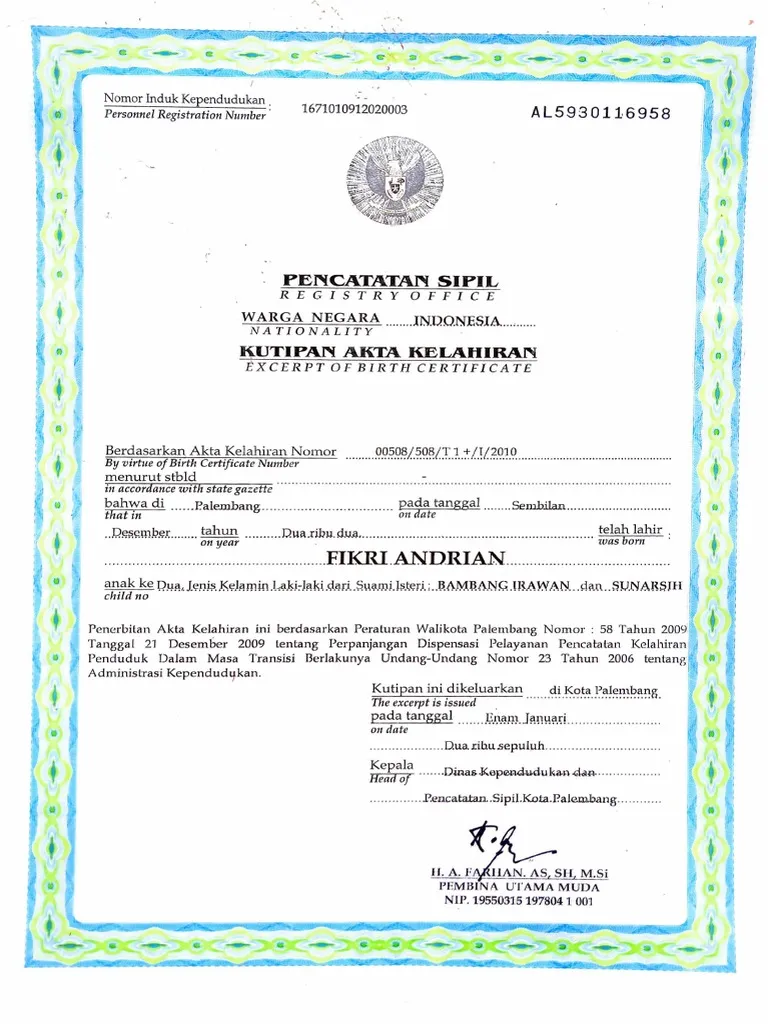 Nomor Induk Kependudukan : 1671010912020003 AL5930116958
Personnel Registration Number
PENCATATAN SIPIL
REGISTRY OFFICE
WARGA NEGARA INDONESIA
NATIONALITY
KUTIPAN AKTA KELAHIRAN
EXCERPT OF BIRTH CERTIFICATE
Berdasarkan Akta Kelahiran Nomor 00508/508/T 1 +/I/2010
By virtue of Birth Certificate Number
menurut stbld -
in accordance with state gazette
bahwa di Palembang pada tanggal Sembilan
that in on date
Desember tahun Dua ribu dua. telah lahir :
on year was born
FIKRI ANDRIAN
anak ke Dua, Jenis Kelamin Laki-laki dari Suami Isteri : BAMBANG IRAWAN dan SUNARSIH
child no
Penerbitan Akta Kelahiran ini berdasarkan Peraturan Walikota Palembang Nomor : 58 Tahun 2009
Tanggal 21 Desember 2009 tentang Perpanjangan Dispensasi Pelayanan Pencatatan Kelahiran
Penduduk Dalam Masa Transisi Berlakunya Undang-Undang Nomor 23 Tahun 2006 tentang
Administrasi Kependudukan.
Kutipan ini dikeluarkan di Kota Palembang
The excerpt is issued
pada tanggal Enam Januari
on date
Dua ribu sepuluh
Kepala Dinas Kependudukan dan
Head of
Pencatatan Sipil Kota Palembang
H. A. FARHAN. AS, SH, M.Si
PEMBINA UTAMA MUDA
NIP. 19550315 197804 1 001